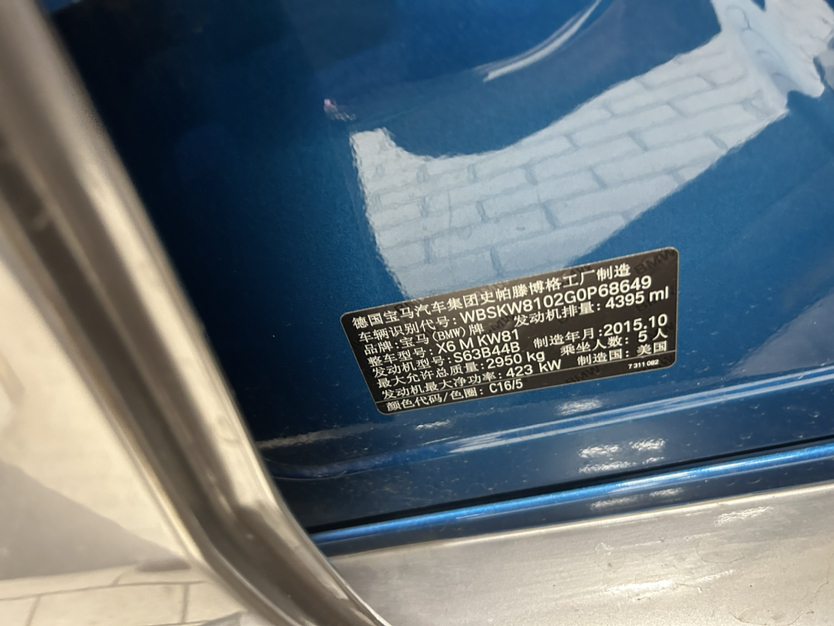 德国宝马汽车集团史帕滕博格工厂制造
车辆识别代号: WBSKW8102G0P68649
品牌: 宝马(BMW)牌 发动机排量: 4395 ml
整车型号: X6 M KW81 制造年月: 2015.10
发动机型号: S63B44B 乘坐人数: 5 人
最大允许总质量: 2950 kg 制造国: 美国
发动机最大净功率: 423 kW
颜色代码/色圈: C16/5 7 311 082